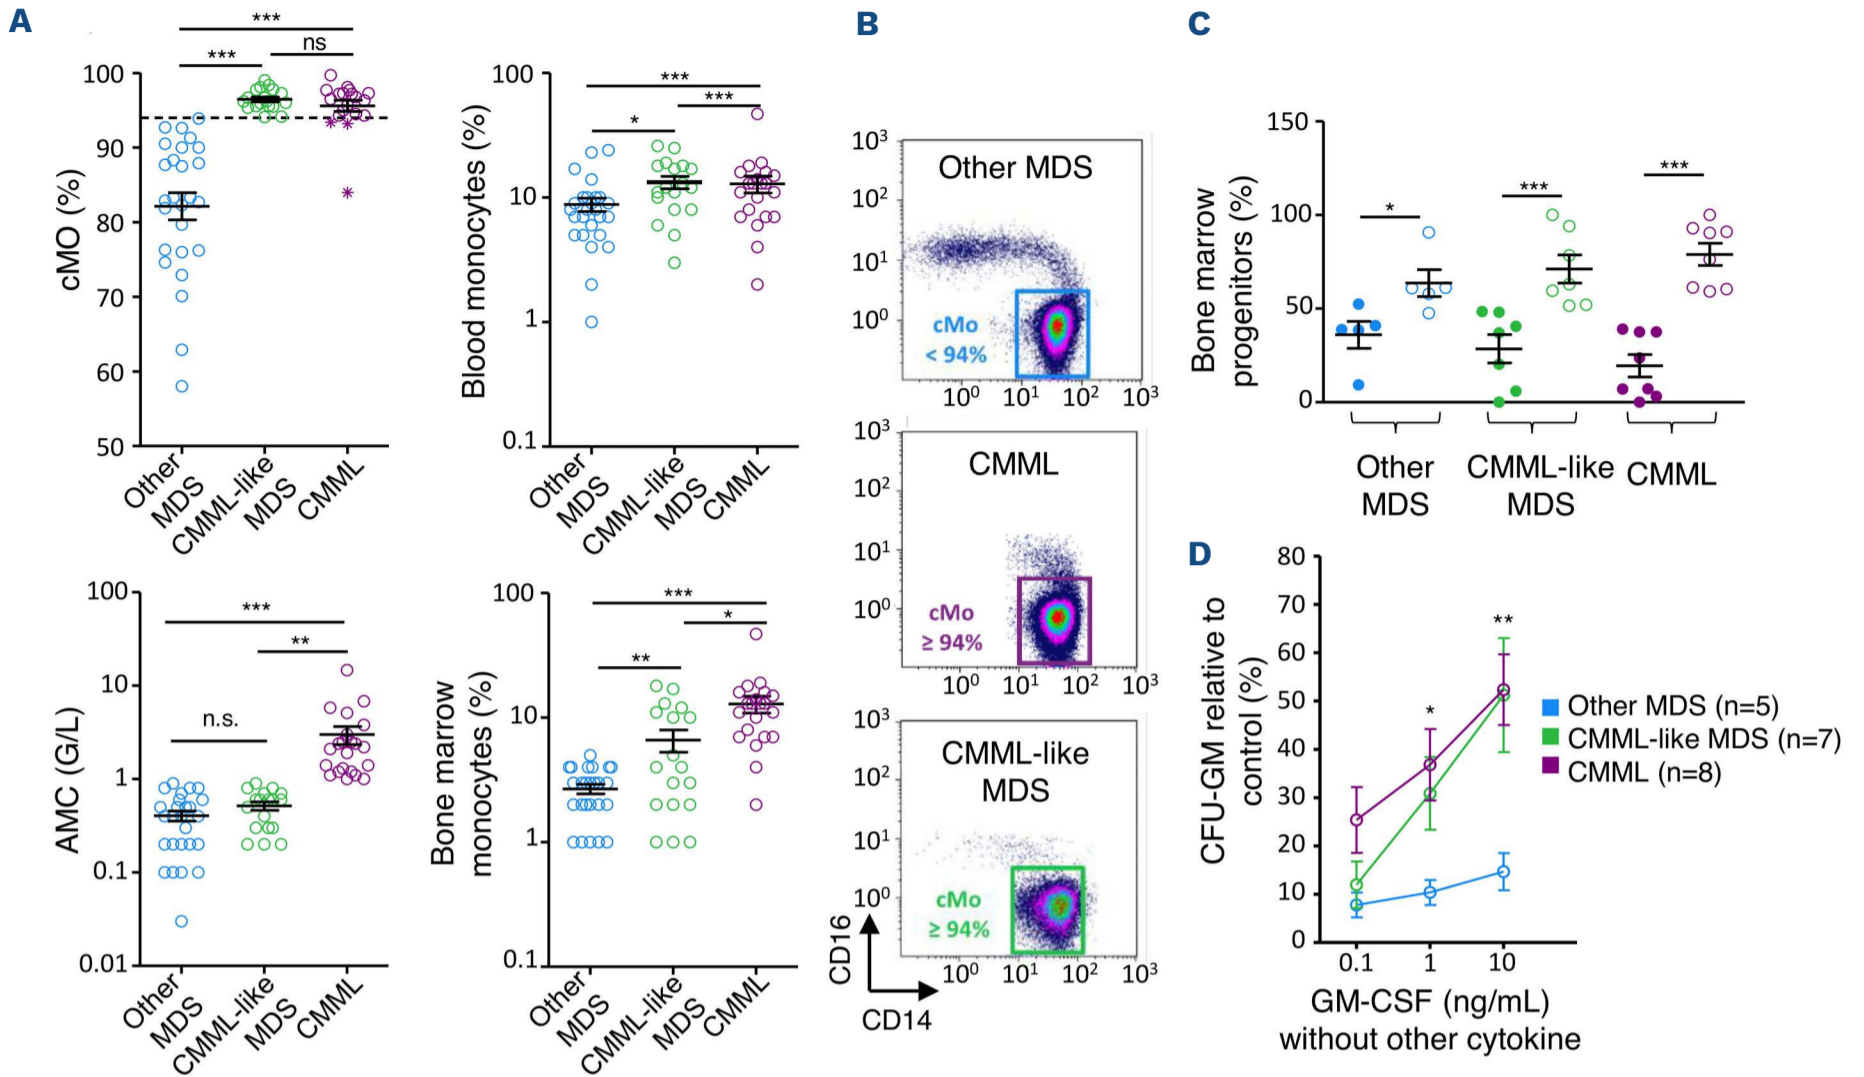 A
cMO (%)
100
90
80
70
60
50
***
***
ns
Other
MDS
CMML-like
MDS
CMML
Blood monocytes (%)
100
10
1
0.1
***
***
*
Other
MDS
CMML-like
MDS
CMML
AMC (G/L)
100
10
1
0.1
0.01
***
**
n.s.
Other
MDS
CMML-like
MDS
CMML
Bone marrow
monocytes (%)
100
10
1
0.1
***
*
**
Other
MDS
CMML-like
MDS
CMML
B
Other MDS
10³
10²
10¹
10⁰
cMo
< 94%
10⁰ 10¹ 10² 10³
CMML
10³
10²
10¹
10⁰
cMo
≥ 94%
10⁰ 10¹ 10² 10³
CMML-like
MDS
10³
10²
10¹
10⁰
cMo
≥ 94%
10⁰ 10¹ 10² 10³
CD16
CD14
C
Bone marrow
progenitors (%)
150
100
50
0
*
***
***
Other
MDS
CMML-like
MDS
CMML
D
CFU-GM relative to
control (%)
80
70
60
50
40
30
20
10
0
*
**
0.1 1 10
GM-CSF (ng/mL)
without other cytokine
Other MDS (n=5)
CMML-like MDS (n=7)
CMML (n=8)